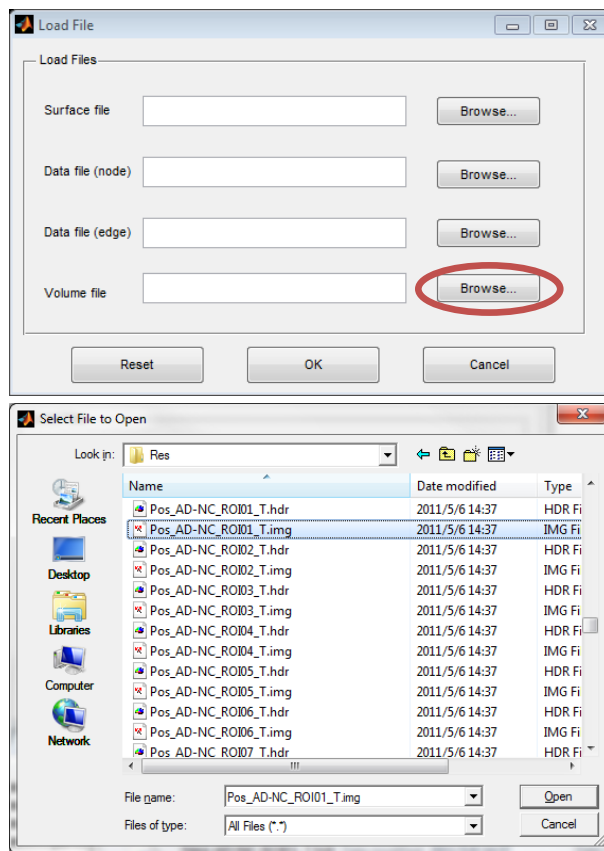 Load File
Load Files
Surface file Browse...
Data file (node) Browse...
Data file (edge) Browse...
Volume file Browse...
Reset OK Cancel
Select File to Open
Look in: Res
Name Date modified Type
Pos_AD-NC_ROI01_T.hdr 2011/5/6 14:37 HDR Fi
Pos_AD-NC_ROI01_T.img 2011/5/6 14:37 IMG Fi
Pos_AD-NC_ROI02_T.hdr 2011/5/6 14:37 HDR Fi
Pos_AD-NC_ROI02_T.img 2011/5/6 14:37 IMG Fi
Pos_AD-NC_ROI03_T.hdr 2011/5/6 14:37 HDR Fi
Pos_AD-NC_ROI03_T.img 2011/5/6 14:37 IMG Fi
Pos_AD-NC_ROI04_T.hdr 2011/5/6 14:37 HDR Fi
Pos_AD-NC_ROI04_T.img 2011/5/6 14:37 IMG Fi
Pos_AD-NC_ROI05_T.hdr 2011/5/6 14:37 HDR Fi
Pos_AD-NC_ROI05_T.img 2011/5/6 14:37 IMG Fi
Pos_AD-NC_ROI06_T.hdr 2011/5/6 14:37 HDR Fi
Pos_AD-NC_ROI06_T.img 2011/5/6 14:37 IMG Fi
Pos_AD-NC_ROI07_T.hdr 2011/5/6 14:37 HDR Fi
Recent Places
Desktop
Libraries
Computer
Network
File name: Pos_AD-NC_ROI01_T.img Open
Files of type: All Files (*.*) Cancel